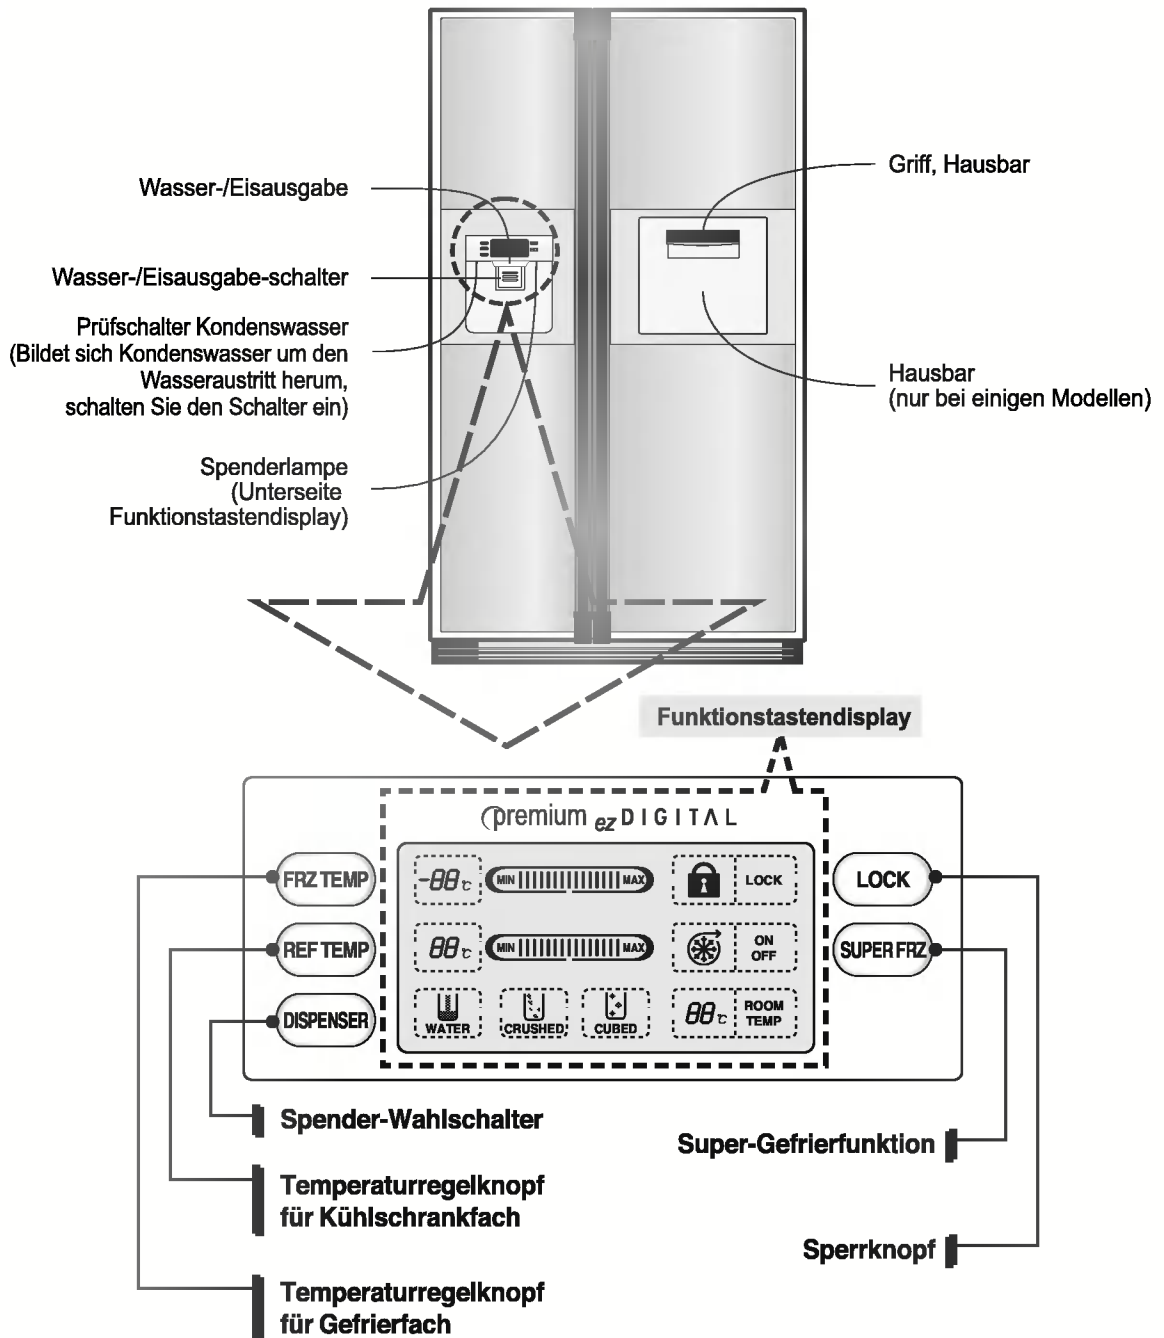 Wasser-/Eisausgabe
Wasser-/Eisausgabe-schalter
Prüfschalter Kondenswasser
(Bildet sich Kondenswasser um den
Wasseraustritt herum,
schalten Sie den Schalter ein)
Spenderlampe
(Unterseite
Funktionstastendisplay)
Griff, Hausbar
Hausbar
(nur bei einigen Modellen)
Funktionstastendisplay
premium ez DIGITAL
FRZ TEMP
-88 °C
MIN MAX
LOCK
LOCK
REF TEMP
88 °C
MIN MAX
ON
OFF
SUPER FRZ
DISPENSER
WATER
CRUSHED
CUBED
88 °C
ROOM
TEMP
Spender-Wahlschalter
Super-Gefrierfunktion
Temperaturregelknopf
für Kühlschrankfach
Sperrknopf
Temperaturregelknopf
für Gefrierfach